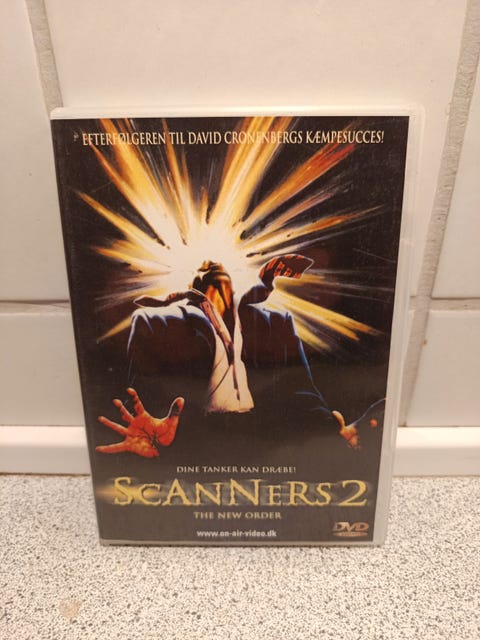 EFTERFØLGEREN TIL DAVID CRONENBERGS KÆMPESUCCES!
DINE TANKER KAN DRÆBE!
SCANNERS 2
THE NEW ORDER
www.on-air-video.dk
DVD